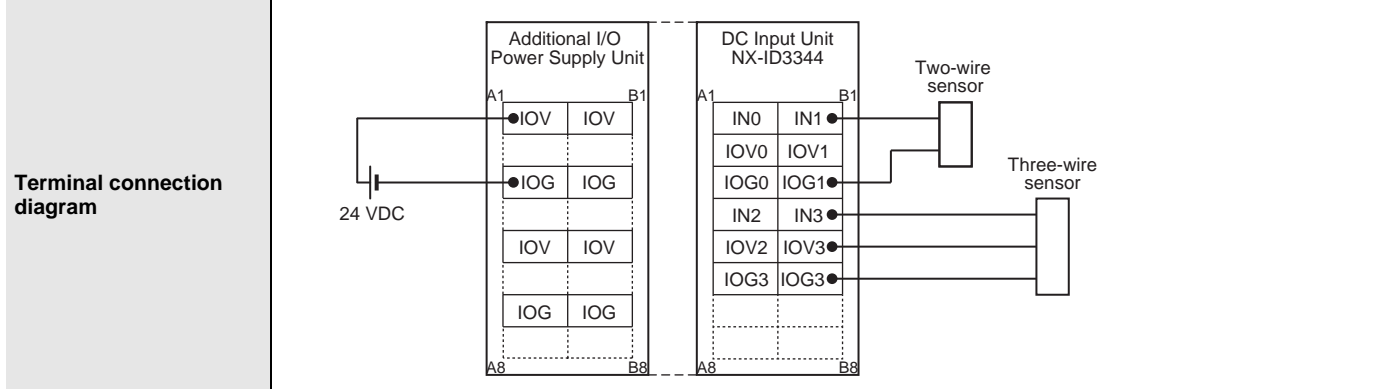 Terminal connection
diagram
Additional I/O
Power Supply Unit
A1
B1
IOV
IOV
IOG
IOG
IOV
IOV
IOG
IOG
A8
B8
24 VDC
DC Input Unit
NX-ID3344
A1
B1
IN0
IN1
IOV0
IOV1
IOG0
IOG1
IN2
IN3
IOV2
IOV3
IOG3
IOG3
A8
B8
Two-wire
sensor
Three-wire
sensor